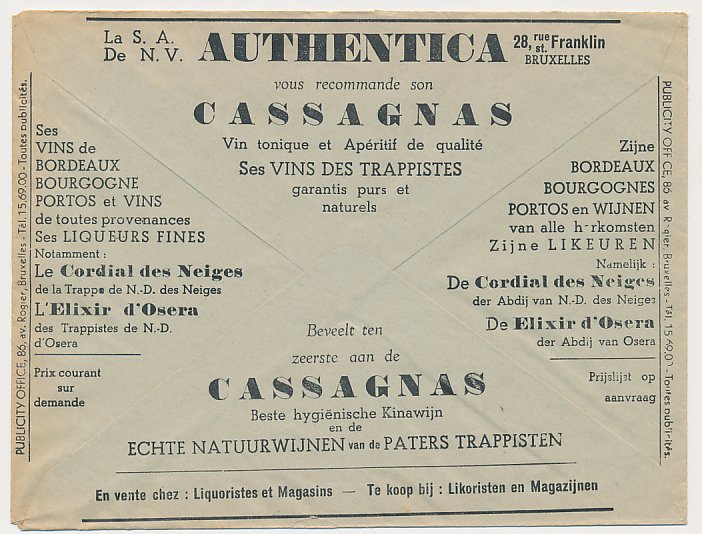 La S. A.
De N. V.
AUTHENTICA
28, rue st. Franklin
BRUXELLES
vous recommande son
CASSAGNAS
Vin tonique et Apéritif de qualité
Ses VINS DES TRAPPISTES
garantis purs et
naturels
Ses
VINS de
BORDEAUX
BOURGOGNE
PORTOS et VINS
de toutes provenances
Ses LIQUEURS FINES
Notamment :
Le Cordial des Neiges
de la Trappe de N.-D. des Neiges
L'Elixir d'Osera
des Trappistes de N.-D.
d'Osera
Prix courant
sur
demande
Zijne
BORDEAUX
BOURGOGNES
PORTOS en WIJNEN
van alle herkomsten
Zijne LIKEUREN
Namelijk :
De Cordial des Neiges
der Abdij van N.-D. des Neiges
De Elixir d'Osera
der Abdij van Osera
Prijslijst op
aanvraag
Beveelt ten
zeerste aan de
CASSAGNAS
Beste hygiënische Kinawijn
en de
ECHTE NATUURWIJNEN van de PATERS TRAPPISTEN
En vente chez : Liquoristes et Magasins — Te koop bij : Likoristen en Magazijnen
PUBLICITY OFFICE, 86, av. Rogier, Bruxelles - Tél. 15.69.00 - Toutes publicités.
PUBLICITY OFFICE, 86 av. Rogier, Bruxelles - Tél. 15.69.00 - Toutes publicités.